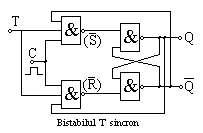 T
&
(S̅)
&
Q
C
&
(R̅)
&
Q̅
Bistabilul T sincron